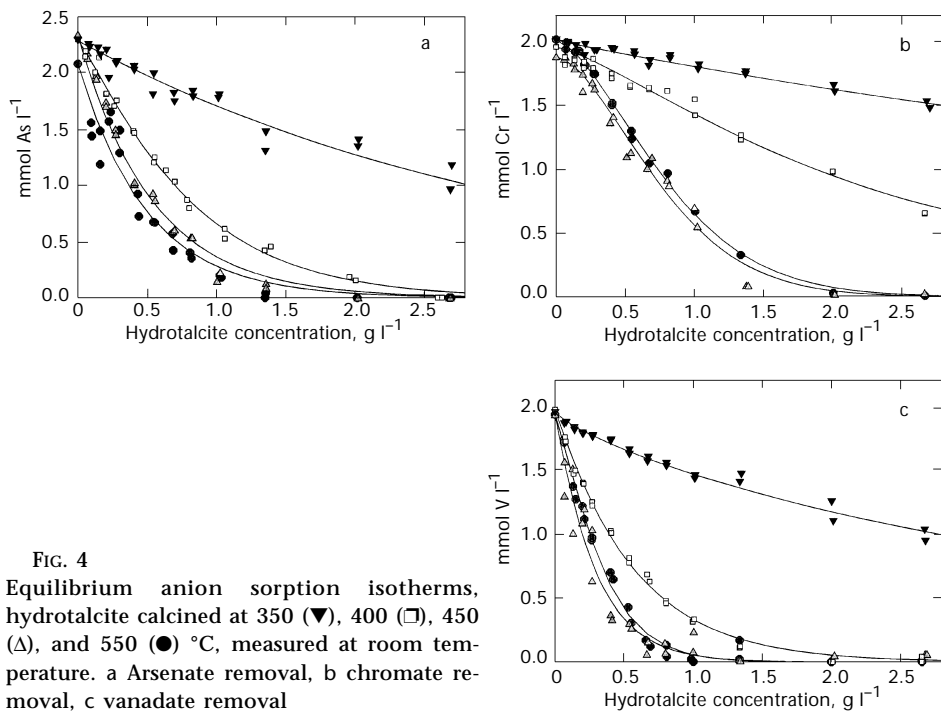 2.5
2.0
1.5
1.0
0.5
0.0
mmol As l–1
a
0 0.5 1.0 1.5 2.0 2.5
Hydrotalcite concentration, g l–1
2.0
1.5
1.0
0.5
0.0
mmol Cr l–1
b
0 0.5 1.0 1.5 2.0 2.5
Hydrotalcite concentration, g l–1
2.0
1.5
1.0
0.5
0.0
mmol V l–1
c
0 0.5 1.0 1.5 2.0 2.5
Hydrotalcite concentration, g l–1
FIG. 4
Equilibrium anion sorption isotherms,
hydrotalcite calcined at 350 (▼), 400 (□), 450
(△), and 550 (●) °C, measured at room tem-
perature. a Arsenate removal, b chromate re-
moval, c vanadate removal